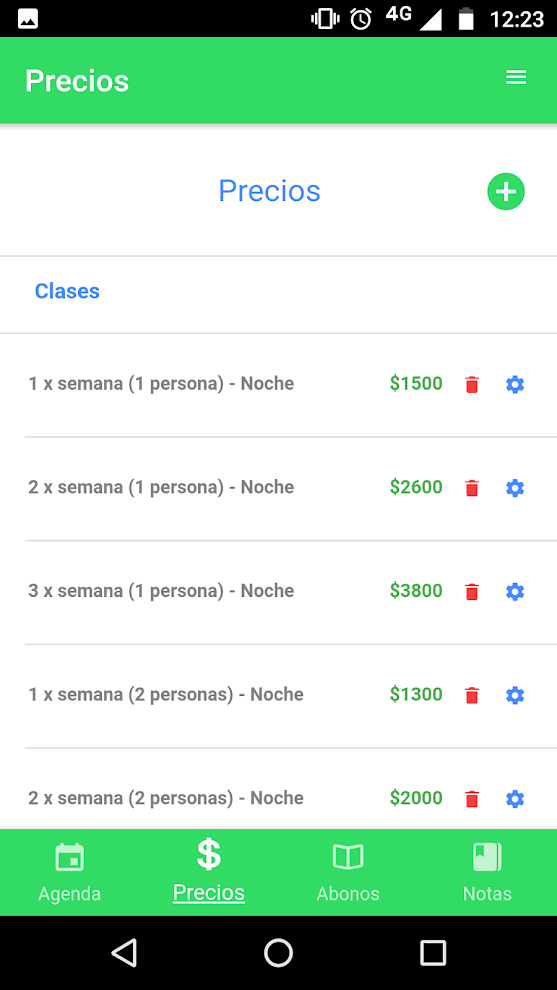 4G 12:23
Precios
Precios
Clases
1 x semana (1 persona) - Noche $1500
2 x semana (1 persona) - Noche $2600
3 x semana (1 persona) - Noche $3800
1 x semana (2 personas) - Noche $1300
2 x semana (2 personas) - Noche $2000
Agenda Precios Abonos Notas